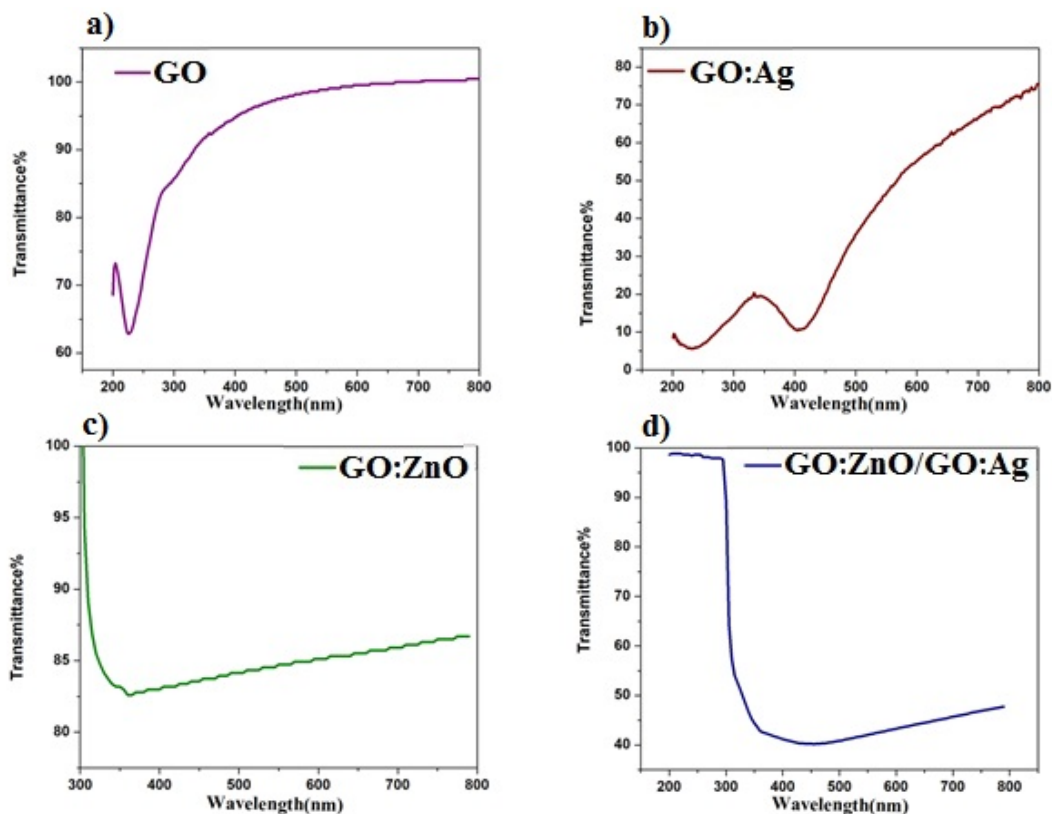 a)
GO
Transmittance%
100
90
80
70
60
200 300 400 500 600 700 800
Wavelength(nm)
b)
GO:Ag
Transmittance%
80
70
60
50
40
30
20
10
0
200 300 400 500 600 700 800
Wavelength(nm)
c)
GO:ZnO
Transmittance%
100
95
90
85
80
300 400 500 600 700 800
Wavelength(nm)
d)
GO:ZnO/GO:Ag
Transmittance%
100
90
80
70
60
50
40
200 300 400 500 600 700 800
Wavelength(nm)